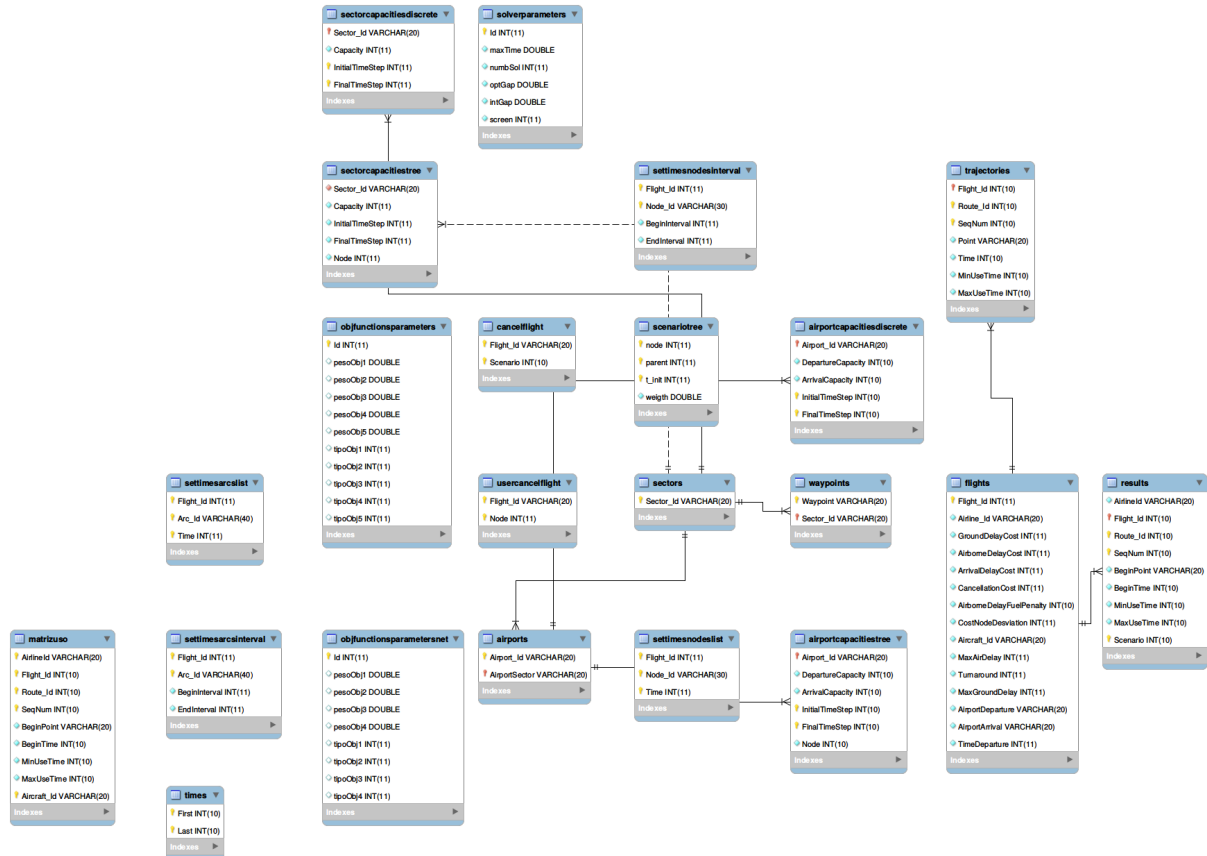 sectorcapacitiesdiscrete
Sector_Id VARCHAR(20)
Capacity INT(11)
InitialTimeStep INT(11)
FinalTimeStep INT(11)
Indexes
solverparameters
Id INT(11)
maxTime DOUBLE
numbSol INT(11)
optGap DOUBLE
intGap DOUBLE
screen INT(11)
Indexes
sectorcapacitiestree
Sector_Id VARCHAR(20)
Capacity INT(11)
InitialTimeStep INT(11)
FinalTimeStep INT(11)
Node INT(11)
Indexes
settimesnodesinterval
Flight_Id INT(11)
Node_Id VARCHAR(30)
BeginInterval INT(11)
EndInterval INT(11)
Indexes
trajectories
Flight_Id INT(10)
Route_Id INT(10)
SeqNum INT(10)
Point VARCHAR(20)
Time INT(10)
MinUseTime INT(10)
MaxUseTime INT(10)
Indexes
objfunctionsparameters
Id INT(11)
pesoObj1 DOUBLE
pesoObj2 DOUBLE
pesoObj3 DOUBLE
pesoObj4 DOUBLE
pesoObj5 DOUBLE
tipoObj1 INT(11)
tipoObj2 INT(11)
tipoObj3 INT(11)
tipoObj4 INT(11)
tipoObj5 INT(11)
Indexes
cancelflight
Flight_Id VARCHAR(20)
Scenario INT(10)
Indexes
scenariotree
node INT(11)
parent INT(11)
t_init INT(11)
weigth DOUBLE
Indexes
airportcapacitiesdiscrete
Airport_Id VARCHAR(20)
DepartureCapacity INT(10)
ArrivalCapacity INT(10)
InitialTimeStep INT(10)
FinalTimeStep INT(10)
Indexes
settimesarcslist
Flight_Id INT(11)
Arc_Id VARCHAR(40)
Time INT(11)
Indexes
usercancelflight
Flight_Id VARCHAR(20)
Node INT(11)
Indexes
sectors
Sector_Id VARCHAR(20)
Indexes
waypoints
Waypoint VARCHAR(20)
Sector_Id VARCHAR(20)
Indexes
flights
Flight_Id INT(11)
Airline_Id VARCHAR(20)
GroundDelayCost INT(11)
AirborneDelayCost INT(11)
ArrivalDelayCost INT(11)
CancellationCost INT(11)
AirborneDelayFuelPenalty INT(10)
CostNodeDesviation INT(11)
Aircraft_Id VARCHAR(20)
MaxAirDelay INT(11)
Turnaround INT(11)
MaxGroundDelay INT(11)
AirportDeparture VARCHAR(20)
AirportArrival VARCHAR(20)
TimeDeparture INT(11)
Indexes
results
AirlineId VARCHAR(20)
Flight_Id INT(10)
Route_Id INT(10)
SeqNum INT(10)
BeginPoint VARCHAR(20)
BeginTime INT(10)
MinUseTime INT(10)
MaxUseTime INT(10)
Scenario INT(10)
Indexes
matrizuso
AirlineId VARCHAR(20)
Flight_Id INT(10)
Route_Id INT(10)
SeqNum INT(10)
BeginPoint VARCHAR(20)
BeginTime INT(10)
MinUseTime INT(10)
MaxUseTime INT(10)
Aircraft_Id VARCHAR(20)
Indexes
settimesarcsinterval
Flight_Id INT(11)
Arc_Id VARCHAR(40)
BeginInterval INT(11)
EndInterval INT(11)
Indexes
objfunctionsparametersnet
Id INT(11)
pesoObj1 DOUBLE
pesoObj2 DOUBLE
pesoObj3 DOUBLE
pesoObj4 DOUBLE
tipoObj1 INT(11)
tipoObj2 INT(11)
tipoObj3 INT(11)
tipoObj4 INT(11)
Indexes
airports
Airport_Id VARCHAR(20)
AirportSector VARCHAR(20)
Indexes
settimesnodeslist
Flight_Id INT(11)
Node_Id VARCHAR(30)
Time INT(11)
Indexes
airportcapacitiestree
Airport_Id VARCHAR(20)
DepartureCapacity INT(10)
ArrivalCapacity INT(10)
InitialTimeStep INT(10)
FinalTimeStep INT(10)
Node INT(10)
Indexes
times
First INT(10)
Last INT(10)
Indexes